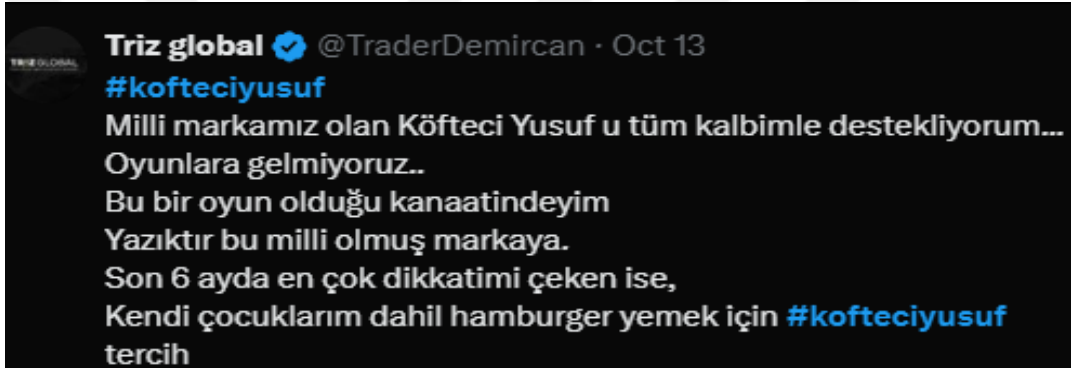 Triz global @TraderDemircan · Oct 13
TRIZ GLOBAL
#kofteciyusuf
Milli markamız olan Köfteci Yusuf u tüm kalbimle destekliyorum...
Oyunlara gelmiyoruz..
Bu bir oyun olduğu kanaatindeyim
Yazıktır bu milli olmuş markaya.
Son 6 ayda en çok dikkatimi çeken ise,
Kendi çocuklarım dahil hamburger yemek için #kofteciyusuf
tercih